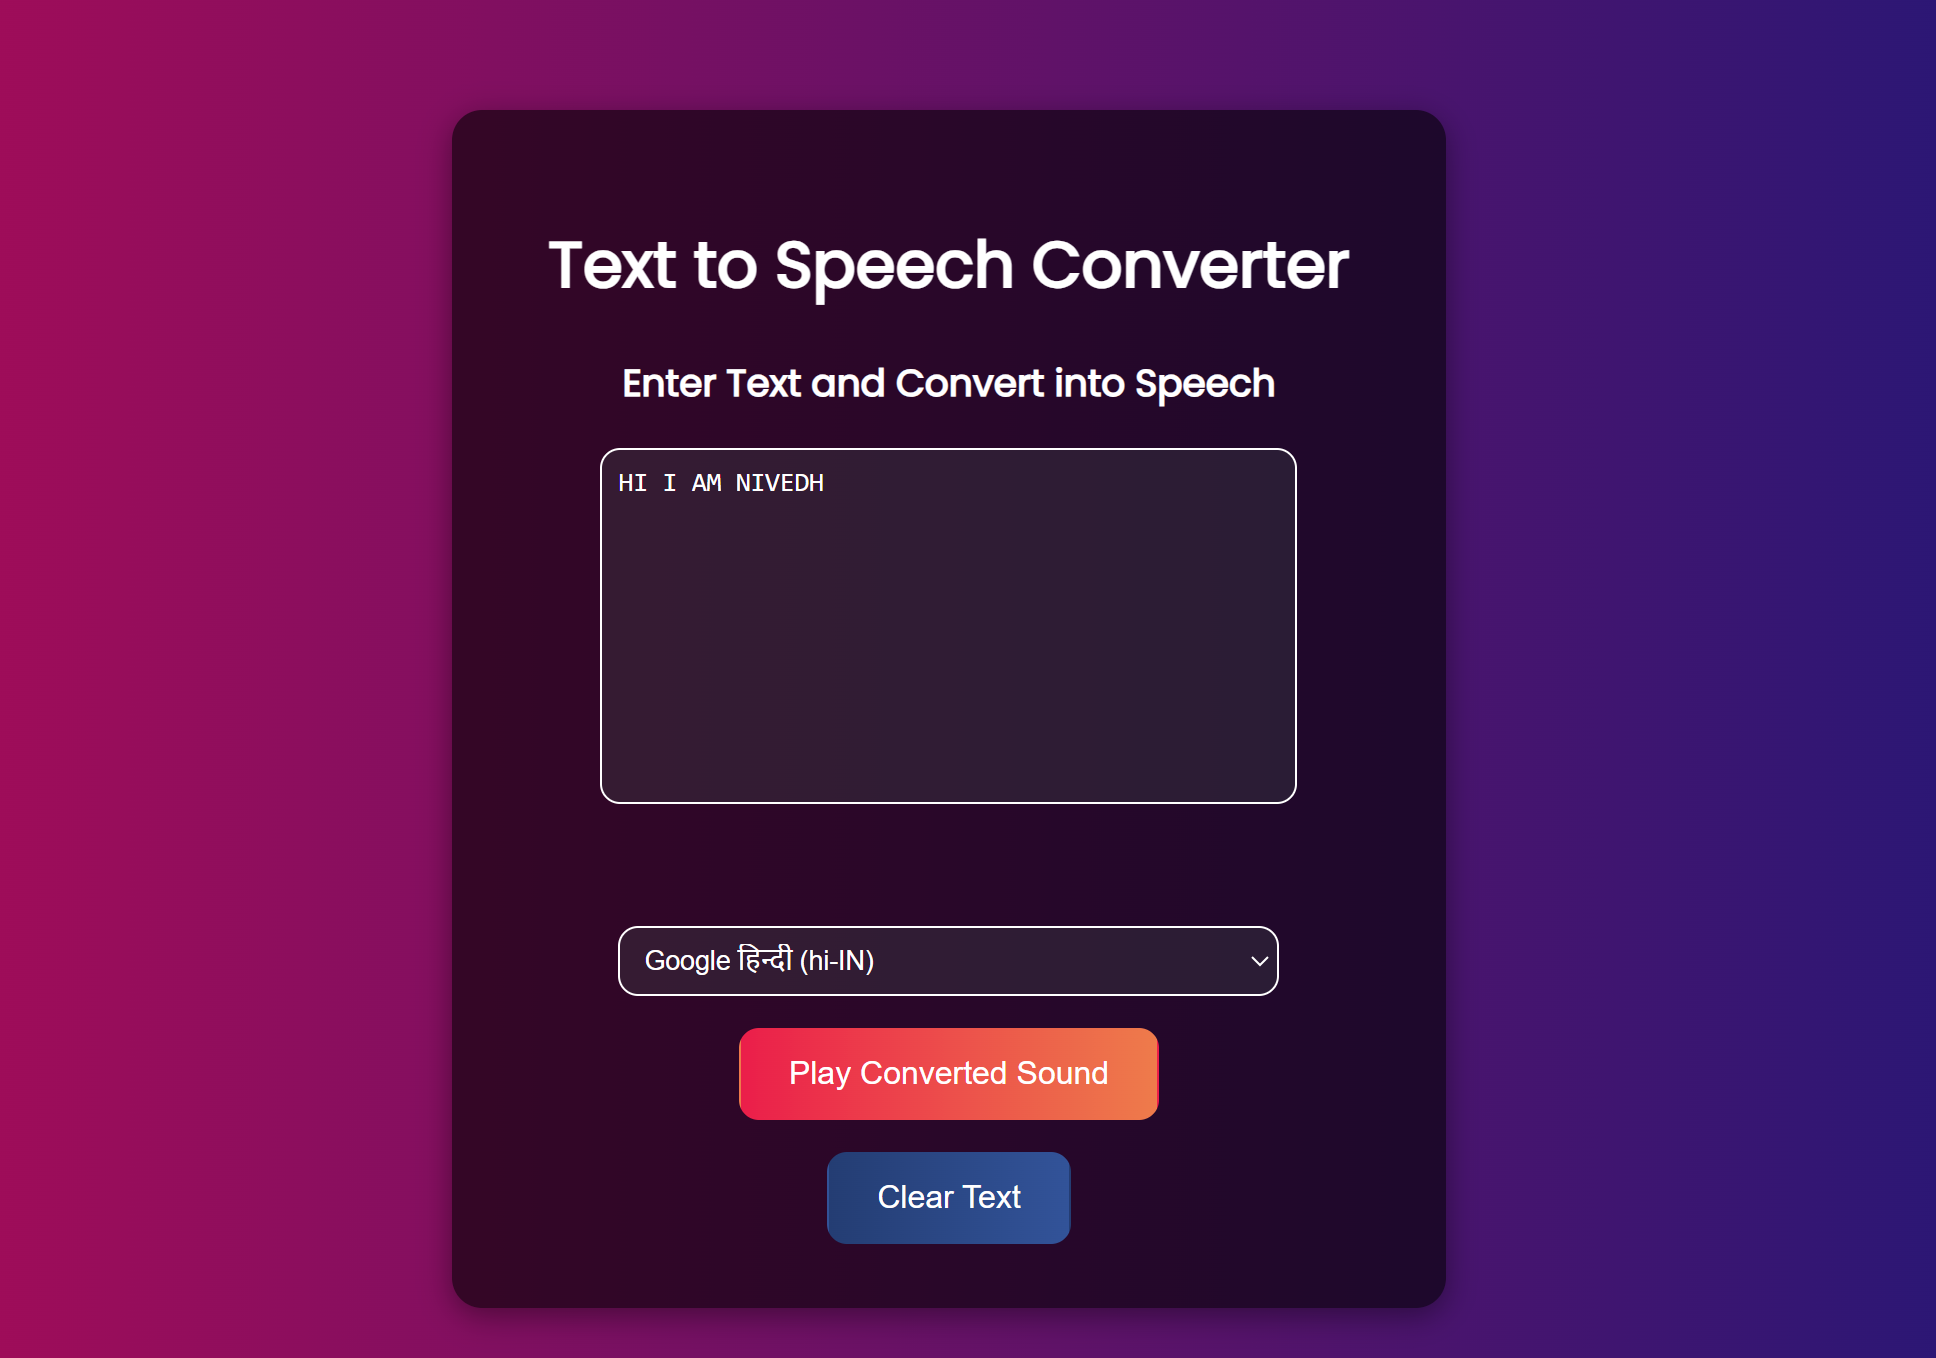 Text to Speech Converter
Enter Text and Convert into Speech
HI I AM NIVEDH
Google हिन्दी (hi-IN)
Play Converted Sound
Clear Text